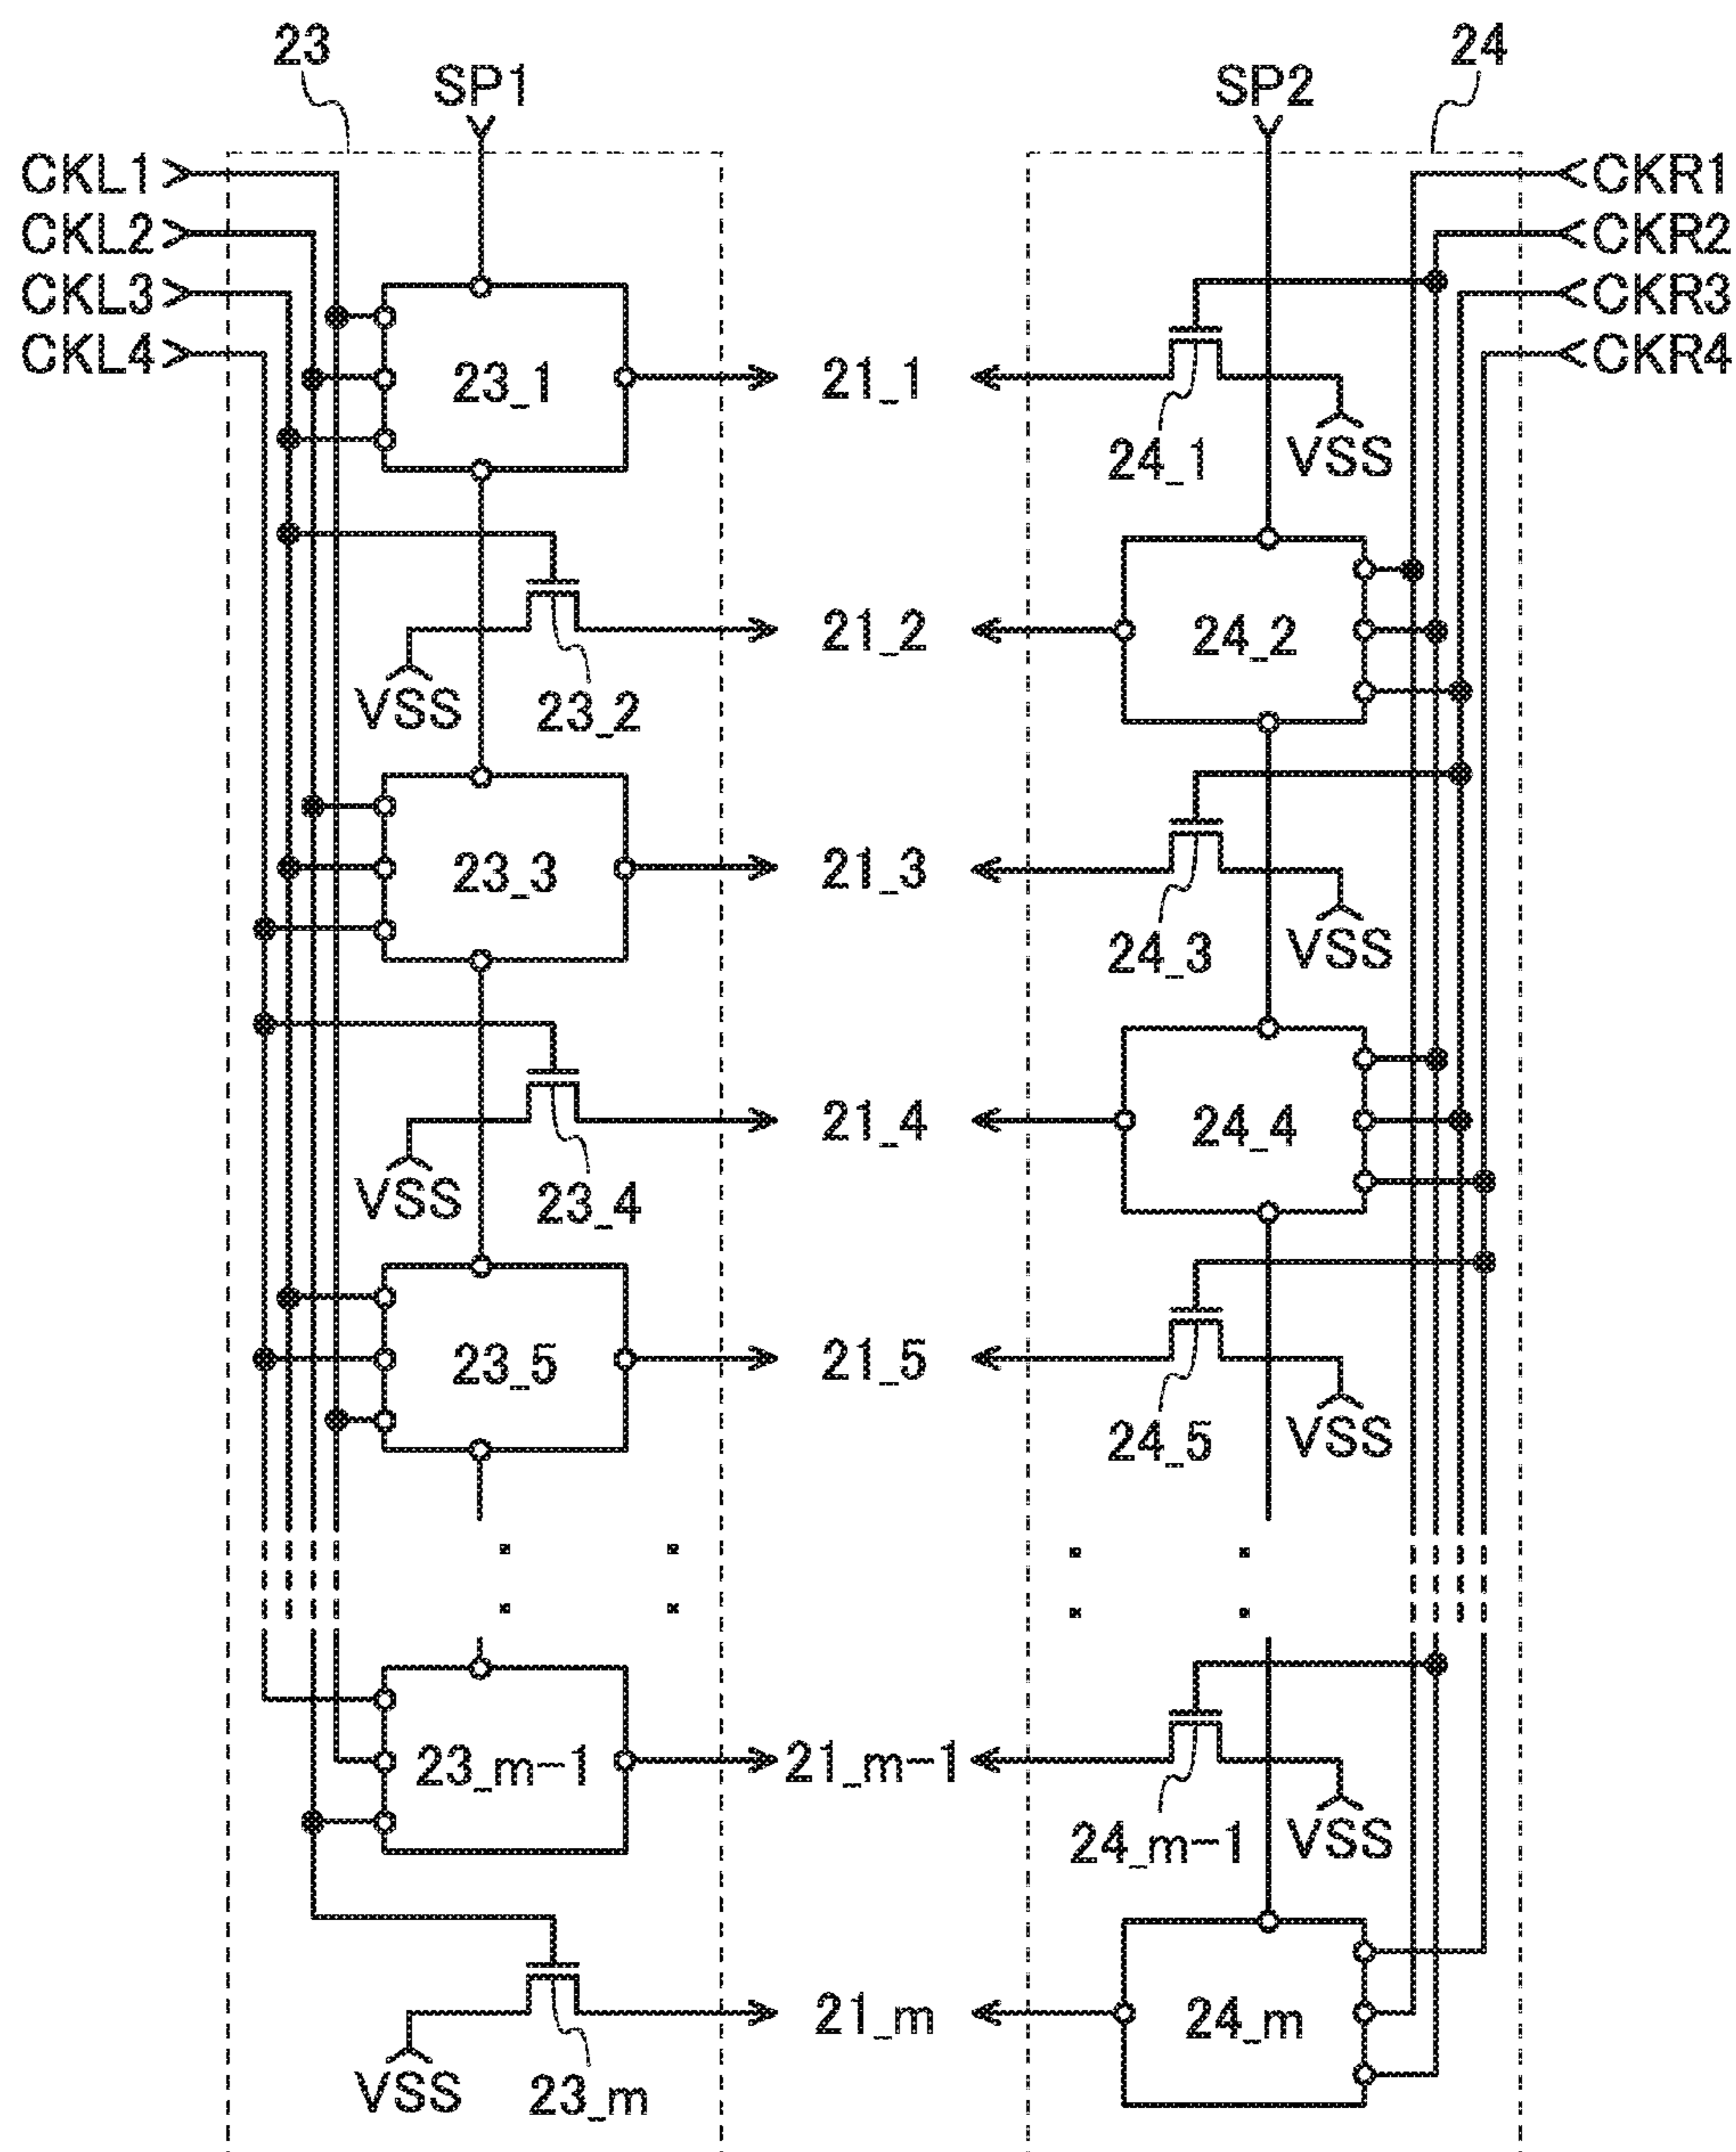 23
24
SP1
SP2
CKL1
CKR1
CKL2
CKR2
CKL3
CKR3
CKL4
CKR4
23_1
21_1
24_1
VSS
21_2
24_2
VSS
23_2
23_3
21_3
24_3
VSS
21_4
24_4
VSS
23_4
23_5
21_5
24_5
VSS
23_m-1
21_m-1
24_m-1
VSS
21_m
24_m
VSS
23_m